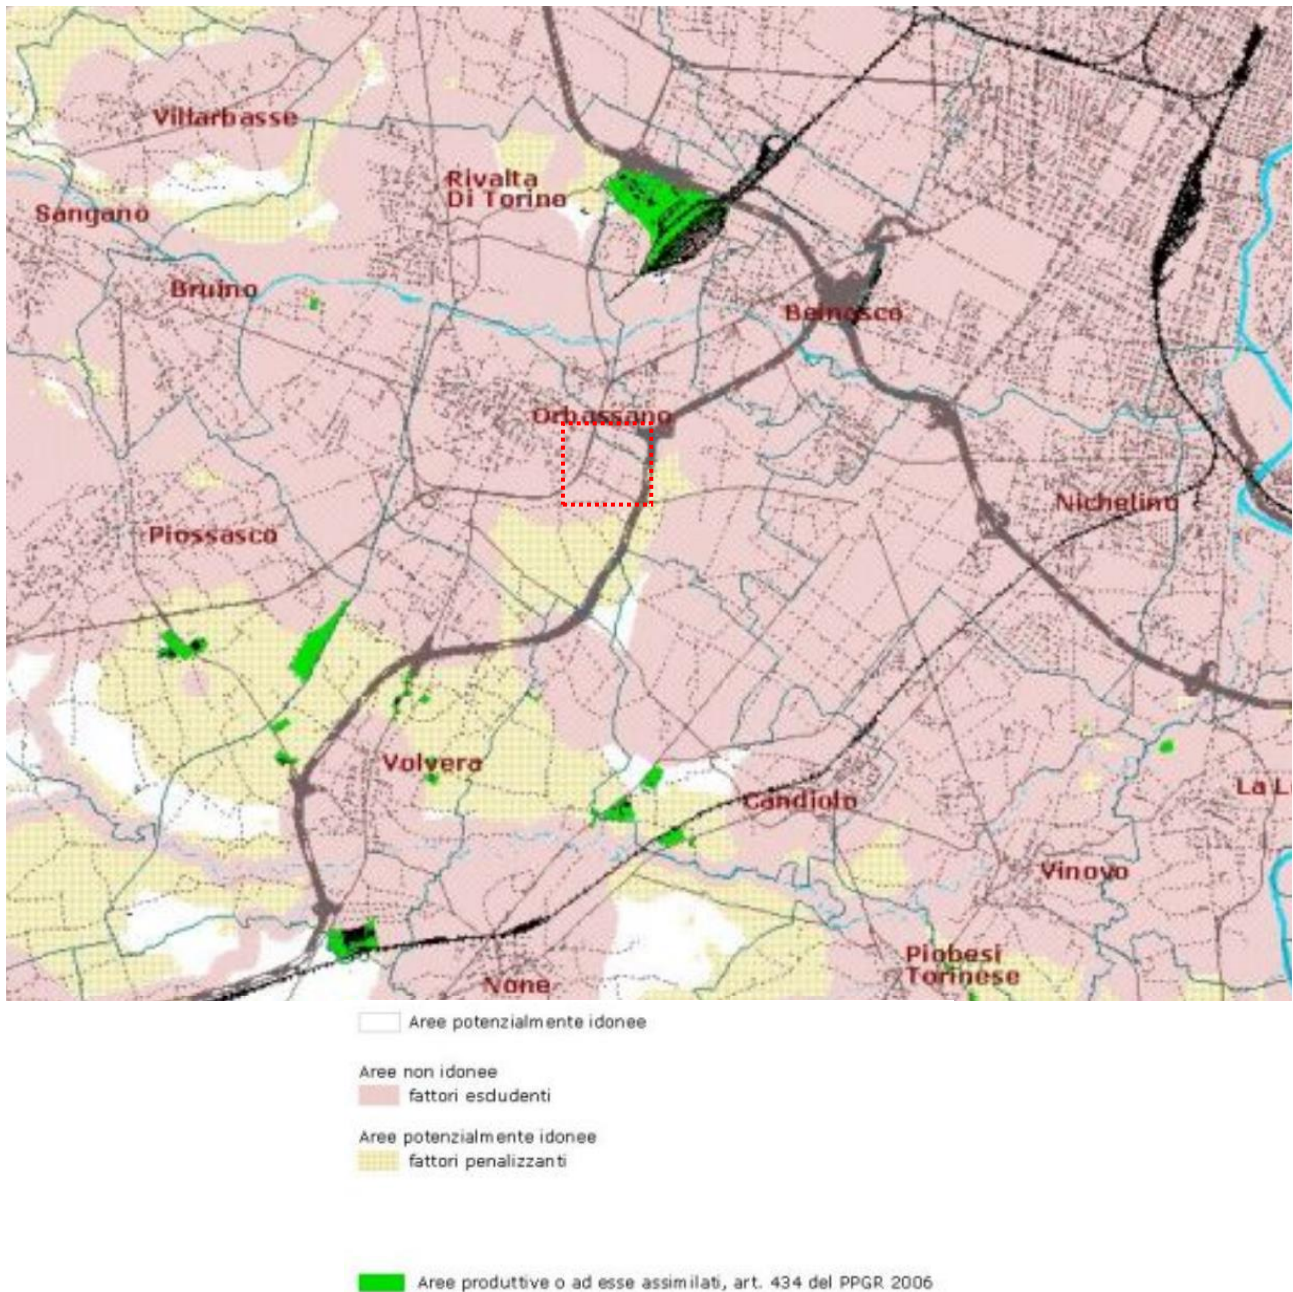 Villarbasse
Rivalta
Di Torino
Sangano
Bruino
Beinasco
Orbassano
Nichelino
Piossasco
Volvera
Candiolo
La L
Vinovo
Piobesi
Torinese
None
Aree potenzialmente idonee
Aree non idonee
fattori escludenti
Aree potenzialmente idonee
fattori penalizzanti
Aree produttive o ad esse assimilati, art. 434 del PPGR 2006